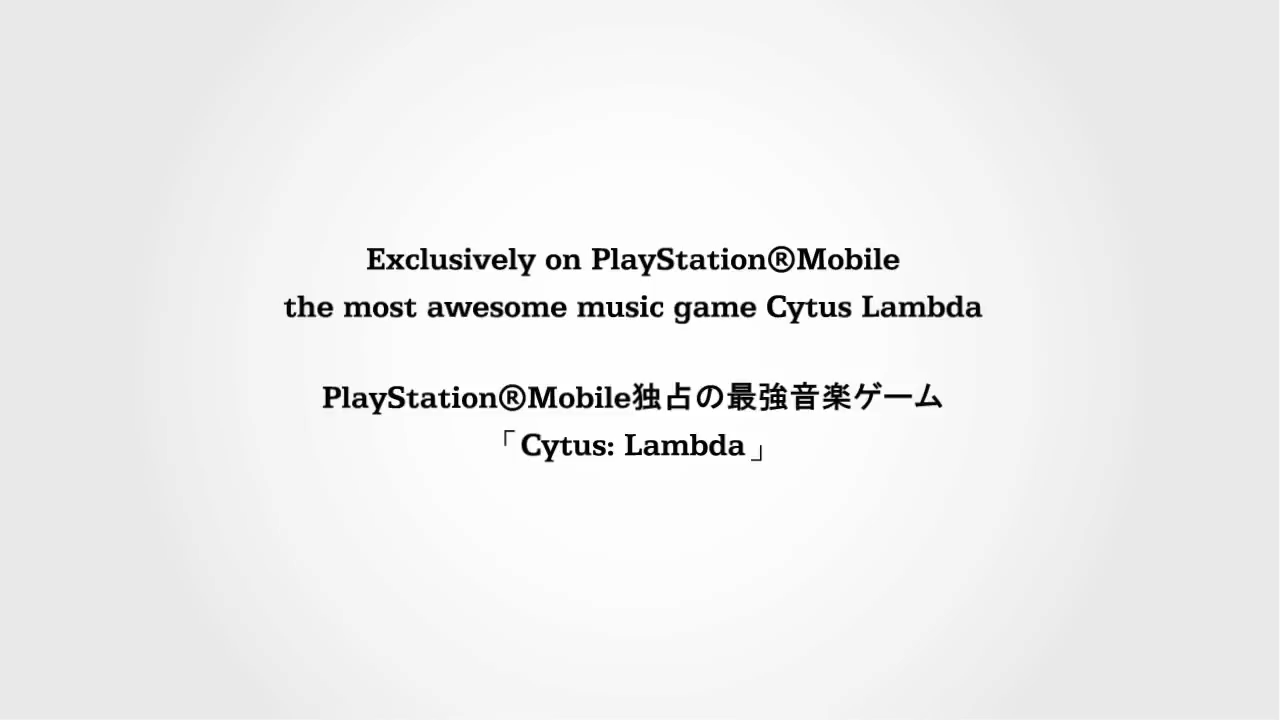 Exclusively on PlayStation®Mobile
the most awesome music game Cytus Lambda
PlayStation®Mobile独占の最強音楽ゲーム
「Cytus: Lambda」